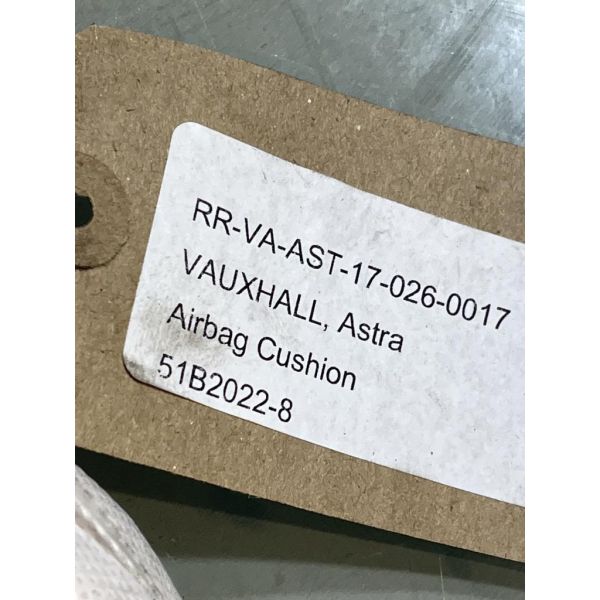 RR-VA-AST-17-026-0017
VAUXHALL, Astra
Airbag Cushion
51B2022-8